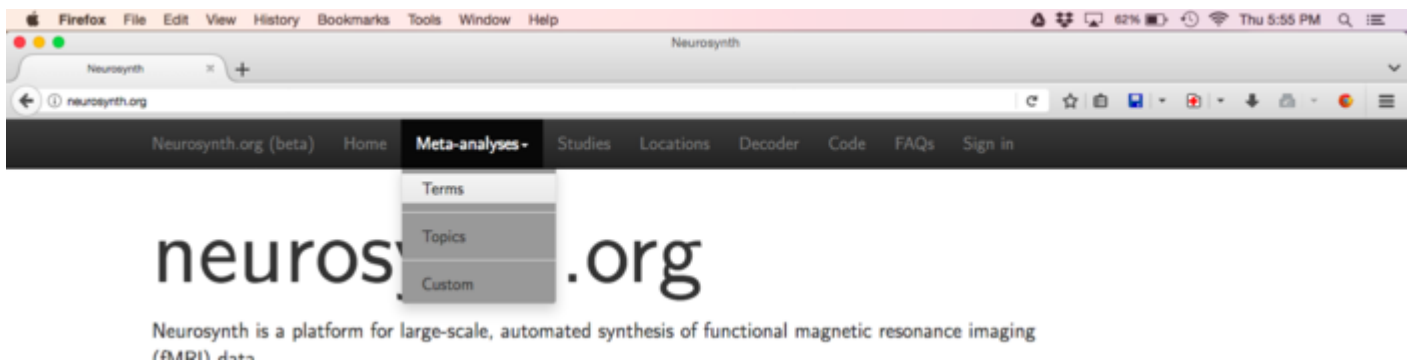 Firefox File Edit View History Bookmarks Tools Window Help 62% Thu 5:55 PM
Neurosynth
Neurosynth × +
neurosynth.org
Neurosynth.org (beta) Home Meta-analyses Studies Locations Decoder Code FAQs Sign in
Terms
Topics
Custom
neuros .org
Neurosynth is a platform for large-scale, automated synthesis of functional magnetic resonance imaging
(fMRI) data